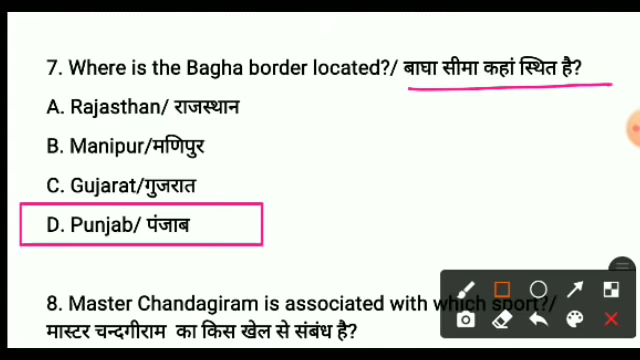 7. Where is the Bagha border located?/ बाघा सीमा कहां स्थित है?
A. Rajasthan/ राजस्थान
B. Manipur/मणिपुर
C. Gujarat/गुजरात
D. Punjab/ पंजाब
8. Master Chandagiram is associated with which sport?/
मास्टर चन्दगीराम का किस खेल से संबंध है?